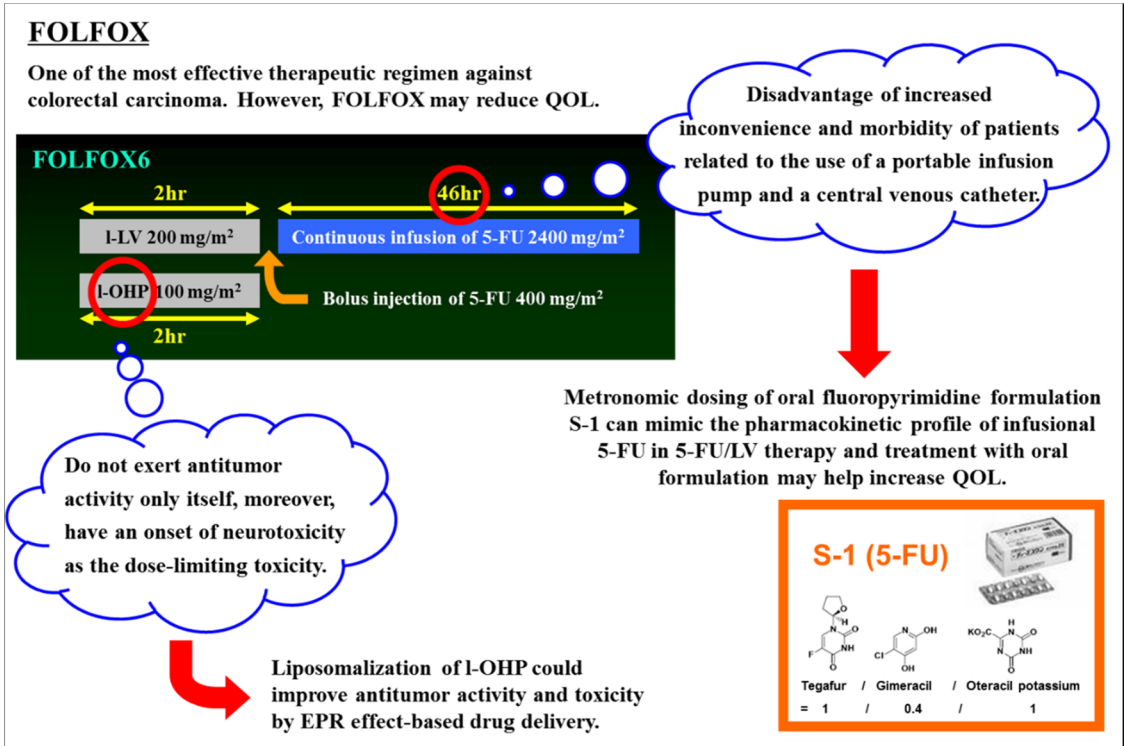 FOLFOX
One of the most effective therapeutic regimen against
colorectal carcinoma. However, FOLFOX may reduce QOL.
Disadvantage of increased
inconvenience and morbidity of patients
related to the use of a portable infusion
pump and a central venous catheter.
FOLFOX6
2hr
46hr
l-LV 200 mg/m²
Continuous infusion of 5-FU 2400 mg/m²
l-OHP 100 mg/m²
Bolus injection of 5-FU 400 mg/m²
2hr
Metronomic dosing of oral fluoropyrimidine formulation
S-1 can mimic the pharmacokinetic profile of infusional
5-FU in 5-FU/LV therapy and treatment with oral
formulation may help increase QOL.
Do not exert antitumor
activity only itself, moreover,
have an onset of neurotoxicity
as the dose-limiting toxicity.
Liposomalization of l-OHP could
improve antitumor activity and toxicity
by EPR effect-based drug delivery.
S-1 (5-FU)
O
H
N
O
F
NH
O
N
OH
Cl
OH
KO₂C
H
N
O
N
NH
O
Tegafur / Gimeracil / Oteracil potassium
= 1 / 0.4 / 1